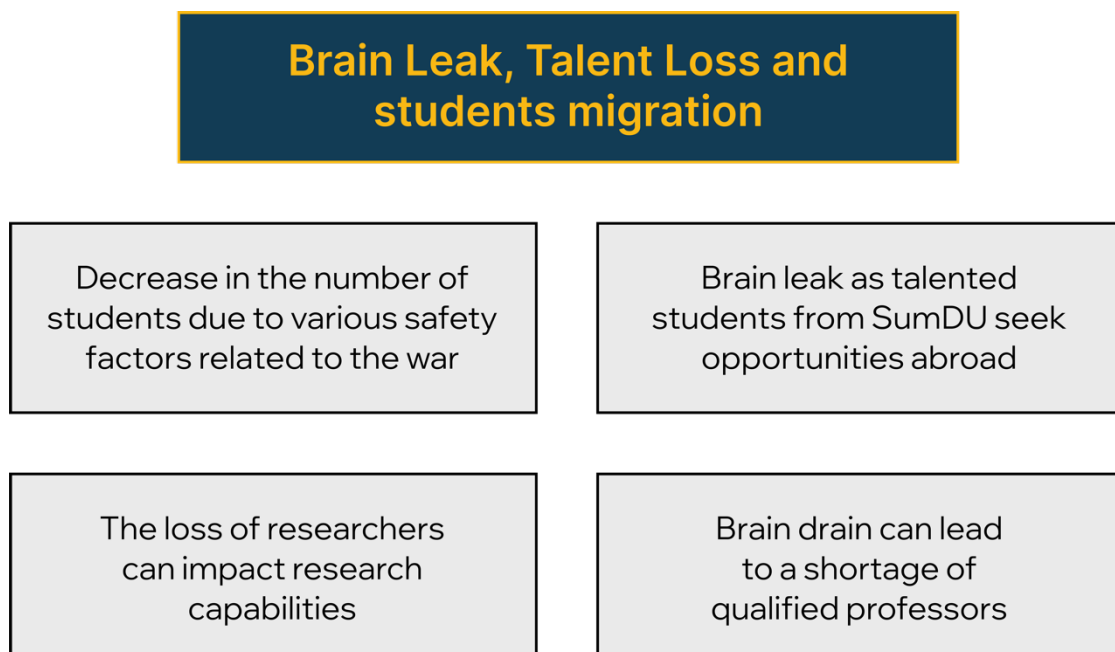 Brain Leak, Talent Loss and
students migration
Decrease in the number of
students due to various safety
factors related to the war
Brain leak as talented
students from SumDU seek
opportunities abroad
The loss of researchers
can impact research
capabilities
Brain drain can lead
to a shortage of
qualified professors